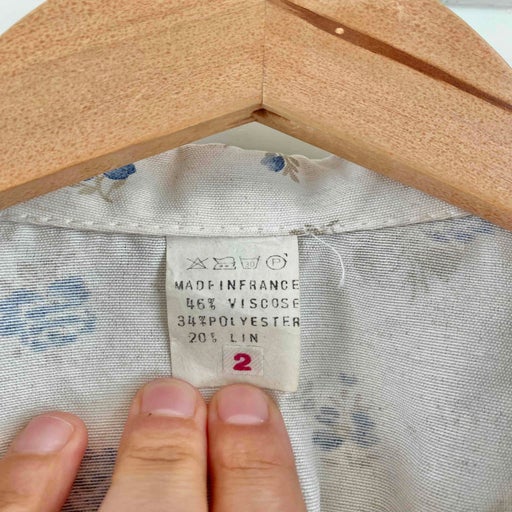 MADEINFRANCE
46% VISCOSE
34%POLYESTER
20% LIN
2